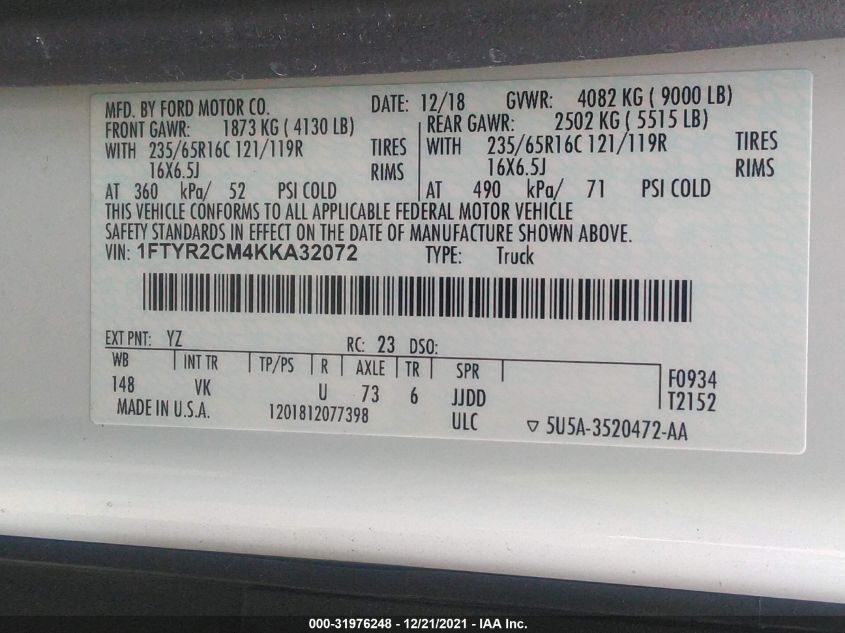 MFD. BY FORD MOTOR CO. DATE: 12/18 GVWR: 4082 KG ( 9000 LB)
FRONT GAWR: 1873 KG ( 4130 LB) REAR GAWR: 2502 KG ( 5515 LB)
WITH 235/65R16C 121/119R TIRES WITH 235/65R16C 121/119R TIRES
16X6.5J RIMS 16X6.5J RIMS
AT 360 kPa/ 52 PSI COLD AT 490 kPa/ 71 PSI COLD
THIS VEHICLE CONFORMS TO ALL APPLICABLE FEDERAL MOTOR VEHICLE
SAFETY STANDARDS IN EFFECT ON THE DATE OF MANUFACTURE SHOWN ABOVE.
VIN: 1FTYR2CM4KKA32072 TYPE: Truck
EXT PNT: YZ RC: 23 DSO:
WB INT TR TP/PS R AXLE TR SPR F0934
148 VK U 73 6 JJDD T2152
MADE IN U.S.A. 1201812077398 ULC ▽ 5U5A-3520472-AA
000-31976248 - 12/21/2021 - IAA Inc.